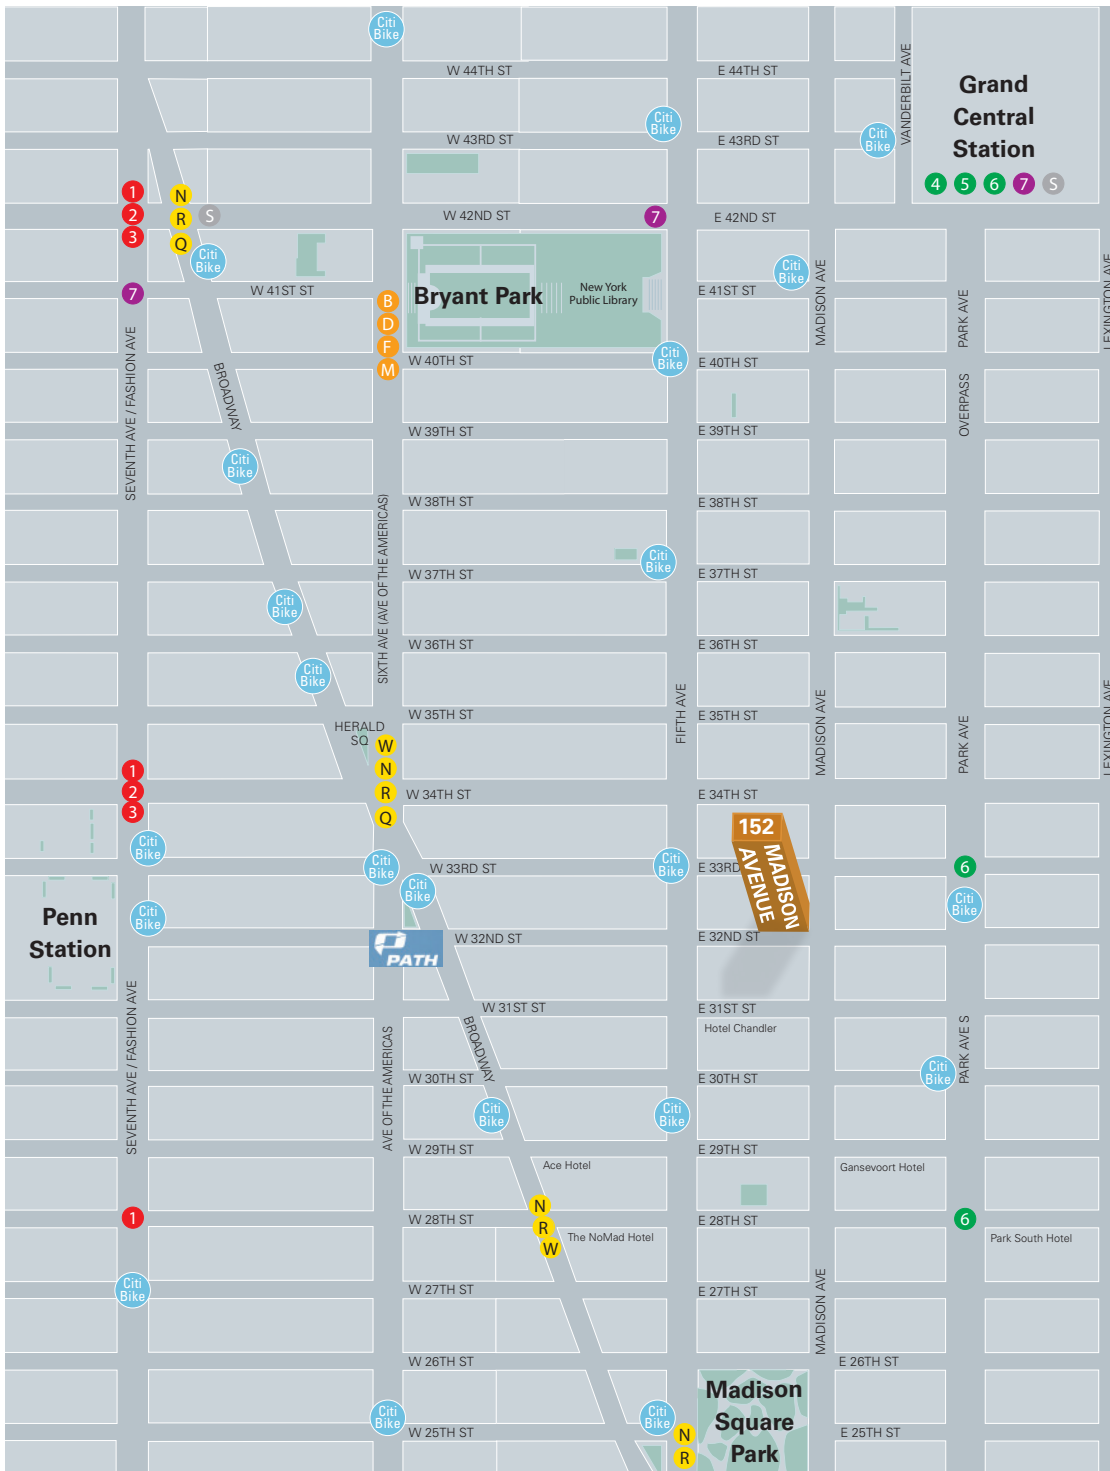 Citi
Bike
W 44TH ST
E 44TH ST
VANDERBILT AVE
Grand
Central
Station
4 5 6 7 S
Citi
Bike
Citi
Bike
W 43RD ST
E 43RD ST
1
2
3
N
R
Q
S
W 42ND ST
7
E 42ND ST
Citi
Bike
Citi
Bike
7
W 41ST ST
B
D
F
M
Bryant Park
New York
Public Library
E 41ST ST
MADISON AVE
PARK AVE
LEXINGTON AVE
W 40TH ST
Citi
Bike
E 40TH ST
SEVENTH AVE / FASHION AVE
BROADWAY
OVERPASS
W 39TH ST
E 39TH ST
Citi
Bike
SIXTH AVE (AVE OF THE AMERICAS)
W 38TH ST
E 38TH ST
Citi
Bike
W 37TH ST
E 37TH ST
Citi
Bike
W 36TH ST
E 36TH ST
Citi
Bike
FIFTH AVE
MADISON AVE
PARK AVE
LEXINGTON AVE
W 35TH ST
E 35TH ST
HERALD
SQ
W
N
R
Q
1
2
3
W 34TH ST
E 34TH ST
152
MADISON
AVENUE
Citi
Bike
Citi
Bike
W 33RD ST
Citi
Bike
E 33RD
6
Citi
Bike
Citi
Bike
Citi
Bike
Penn
Station
PATH
W 32ND ST
E 32ND ST
SEVENTH AVE / FASHION AVE
W 31ST ST
E 31ST ST
BROADWAY
AVE OF THE AMERICAS
Hotel Chandler
PARK AVE S
W 30TH ST
E 30TH ST
Citi
Bike
Citi
Bike
Citi
Bike
W 29TH ST
E 29TH ST
Ace Hotel
Gansevoort Hotel
1
W 28TH ST
N
R
W
E 28TH ST
6
The NoMad Hotel
Park South Hotel
Citi
Bike
W 27TH ST
E 27TH ST
MADISON AVE
W 26TH ST
E 26TH ST
Madison
Square
Park
Citi
Bike
Citi
Bike
W 25TH ST
N
R
E 25TH ST